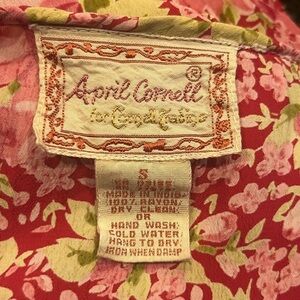 April Cornell ®
for Cornell Trading
S
MADE IN INDIA
100% RAYON
DRY CLEAN
OR
HAND WASH
COLD WATER
HANG TO DRY
IRON WHEN DAMP